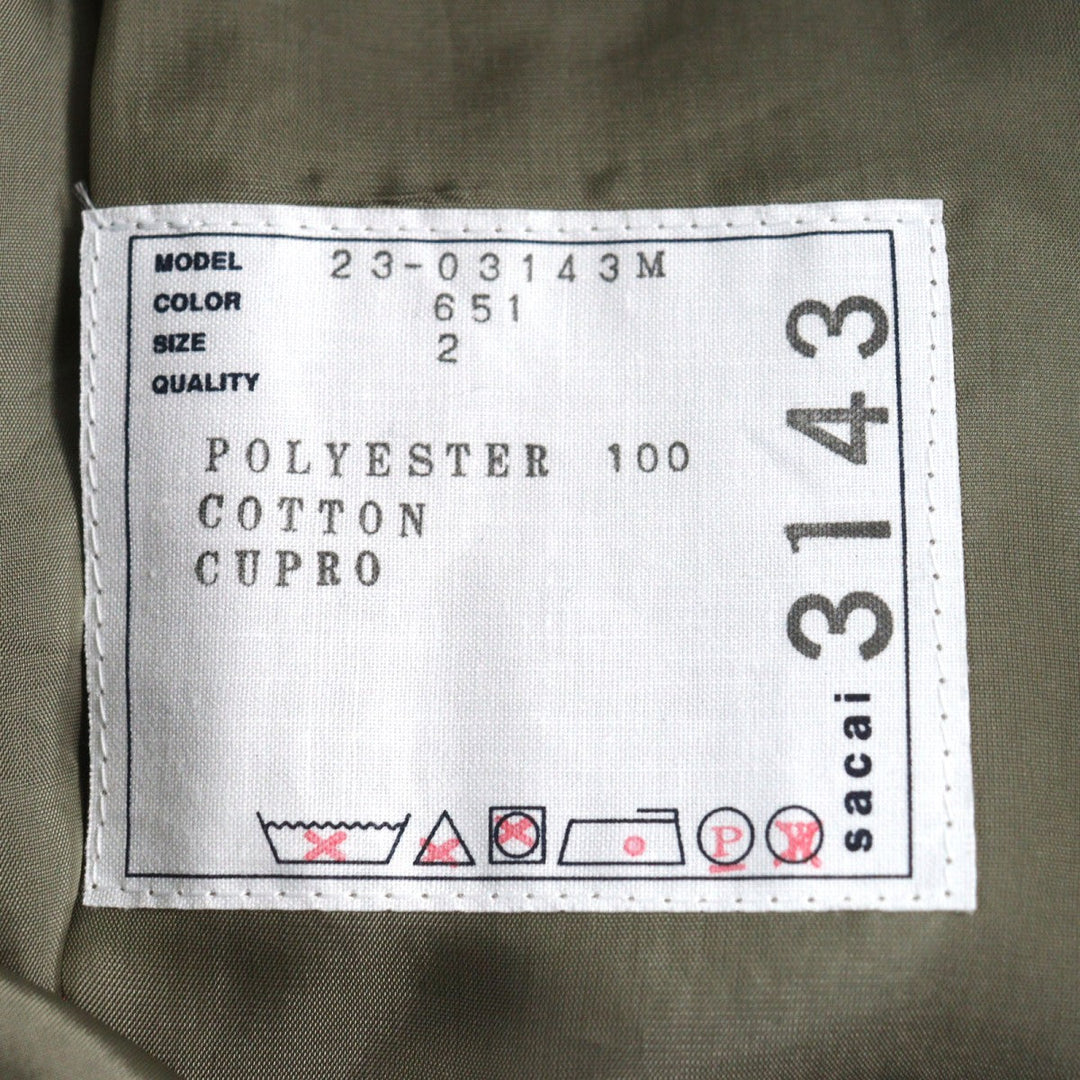 MODEL 23-03143M
COLOR 651
SIZE 2
QUALITY
POLYESTER 100
COTTON
CUPRO
P
W
sacai 3143